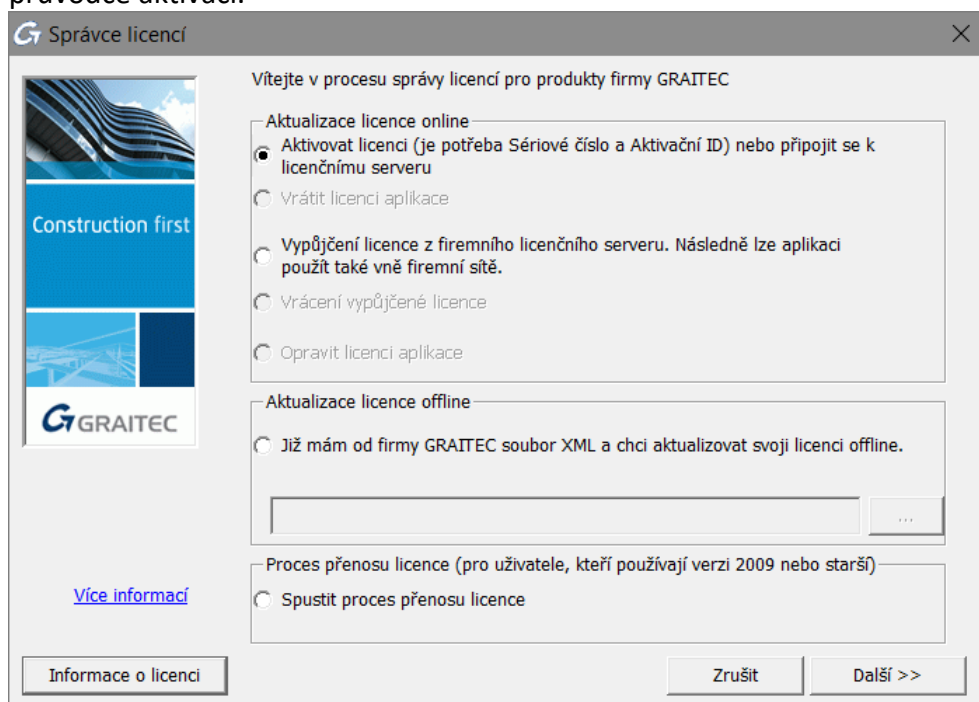 průvodce aktivací.
Správce licencí
Vítejte v procesu správy licencí pro produkty firmy GRAITEC
Aktualizace licence online
Aktivovat licenci (je potřeba Sériové číslo a Aktivační ID) nebo připojit se k
licenčnímu serveru
Vrátit licenci aplikace
Construction first
Vypůjčení licence z firemního licenčního serveru. Následně lze aplikaci
použít také vně firemní sítě.
Vrácení vypůjčené licence
Opravit licenci aplikace
GRAITEC
Aktualizace licence offline
Již mám od firmy GRAITEC soubor XML a chci aktualizovat svoji licenci offline.
...
Proces přenosu licence (pro uživatele, kteří používají verzi 2009 nebo starší)
Více informací
Spustit proces přenosu licence
Informace o licenci
Zrušit
Další >>